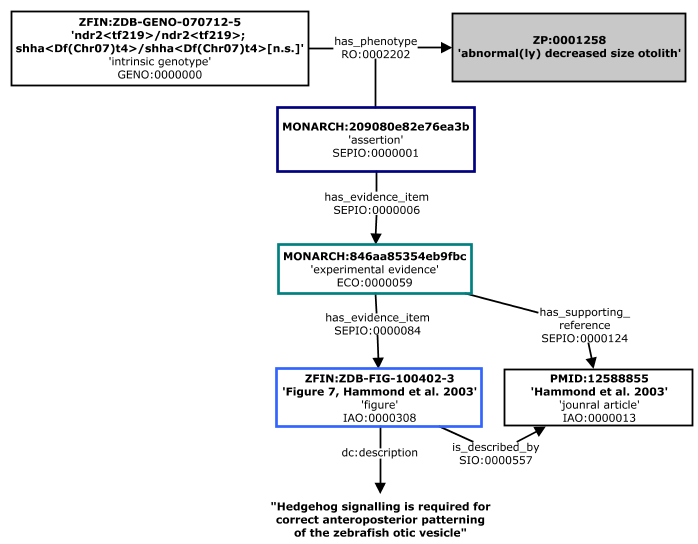 ZFIN:ZDB-GENO-070712-5
'ndr2<tf219>/ndr2<tf219>;
shha<Df(Chr07)t4>/shha<Df(Chr07)t4>[n.s.]'
'intrinsic genotype'
GENO:0000000
has_phenotype
RO:0002202
ZP:0001258
'abnormal(ly) decreased size otolith'
MONARCH:209080e82e76ea3b
'assertion'
SEPIO:0000001
has_evidence_item
SEPIO:0000006
MONARCH:846aa85354eb9fbc
'experimental evidence'
ECO:0000059
has_evidence_item
SEPIO:0000084
has_supporting_
reference
SEPIO:0000124
ZFIN:ZDB-FIG-100402-3
'Figure 7, Hammond et al. 2003'
'figure'
IAO:0000308
PMID:12588855
'Hammond et al. 2003'
'jounral article'
IAO:0000013
dc:description
is_described_by
SIO:0000557
"Hedgehog signalling is required for
correct anteroposterior patterning
of the zebrafish otic vesicle"